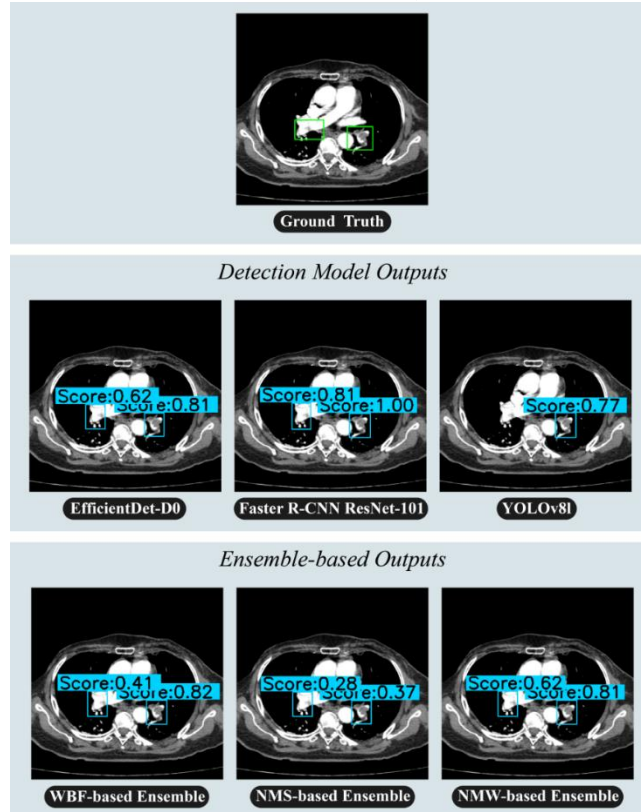 Ground Truth
Detection Model Outputs
Score:0.62
Score:0.81
Score:0.81
Score:1.00
Score:0.77
EfficientDet-D0
Faster R-CNN ResNet-101
YOLOv8l
Ensemble-based Outputs
Score:0.41
Score:0.82
Score:0.28
Score:0.37
Score:0.62
Score:0.81
WBF-based Ensemble
NMS-based Ensemble
NMW-based Ensemble